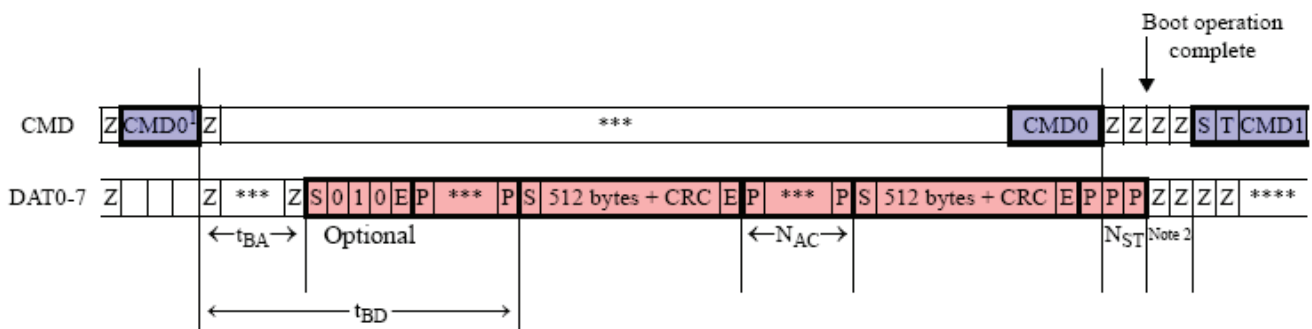 Boot operation
complete
CMD Z CMD0¹ Z *** CMD0 Z Z Z Z S T CMD1
DAT0-7 Z Z *** Z S 0 1 0 E P *** P S 512 bytes + CRC E P *** P S 512 bytes + CRC E P P P Z Z Z Z ****
←tBA→ Optional ←NAC→ NST Note 2
← tBD →